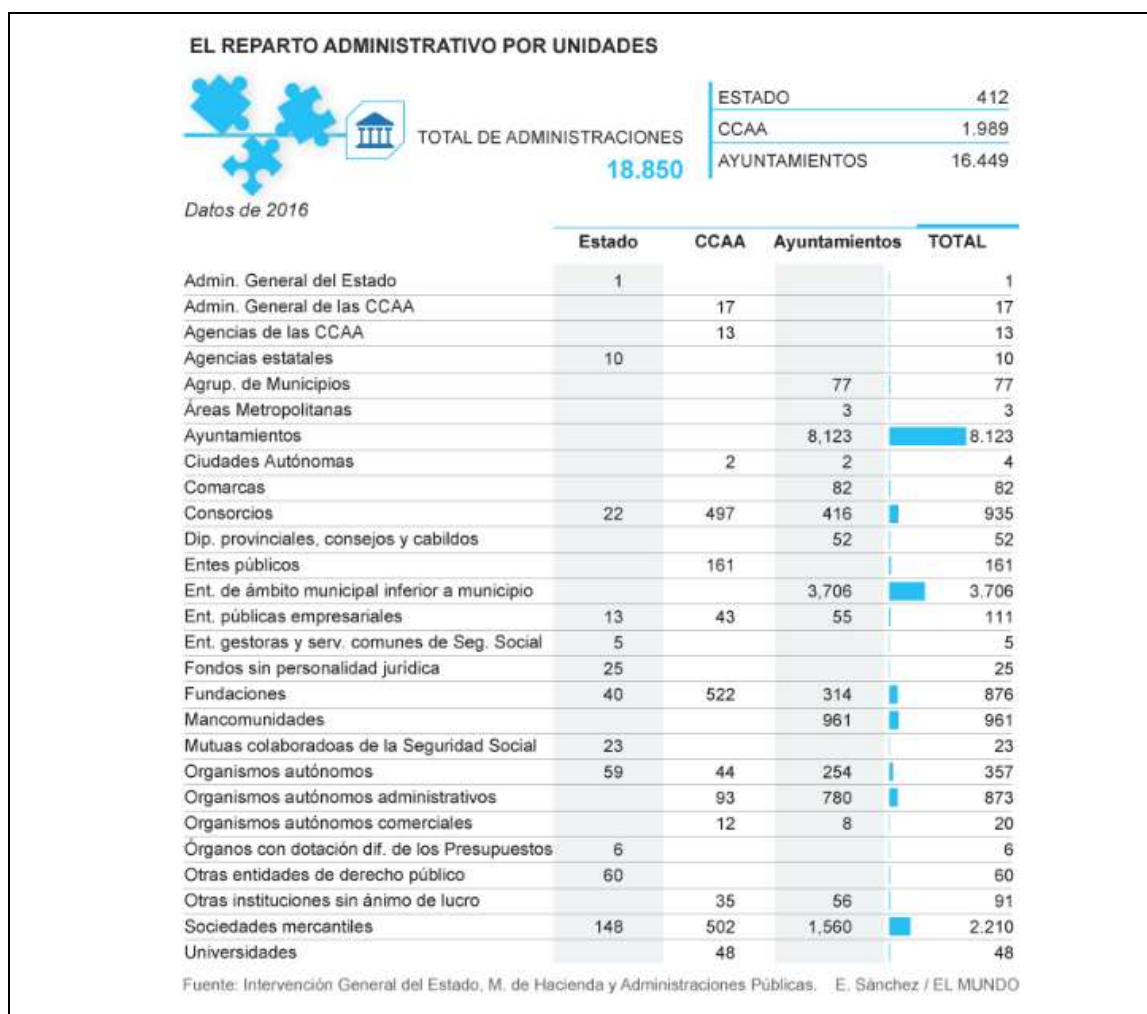 EL REPARTO ADMINISTRATIVO POR UNIDADES
TOTAL DE ADMINISTRACIONES
18.850
ESTADO 412
CCAA 1.989
AYUNTAMIENTOS 16.449
Datos de 2016
Estado CCAA Ayuntamientos TOTAL
Admin. General del Estado 1 1
Admin. General de las CCAA 17 17
Agencias de las CCAA 13 13
Agencias estatales 10 10
Agrup. de Municipios 77 77
Áreas Metropolitanas 3 3
Ayuntamientos 8,123 8.123
Ciudades Autónomas 2 2 4
Comarcas 82 82
Consorcios 22 497 416 935
Dip. provinciales, consejos y cabildos 52 52
Entes públicos 161 161
Ent. de ámbito municipal inferior a municipio 3,706 3.706
Ent. públicas empresariales 13 43 55 111
Ent. gestoras y serv. comunes de Seg. Social 5 5
Fondos sin personalidad jurídica 25 25
Fundaciones 40 522 314 876
Mancomunidades 961 961
Mutuas colaboradoas de la Seguridad Social 23 23
Organismos autónomos 59 44 254 357
Organismos autónomos administrativos 93 780 873
Organismos autónomos comerciales 12 8 20
Órganos con dotación dif. de los Presupuestos 6 6
Otras entidades de derecho público 60 60
Otras instituciones sin ánimo de lucro 35 56 91
Sociedades mercantiles 148 502 1,560 2.210
Universidades 48 48
Fuente: Intervención General del Estado, M. de Hacienda y Administraciones Públicas. E. Sánchez / EL MUNDO